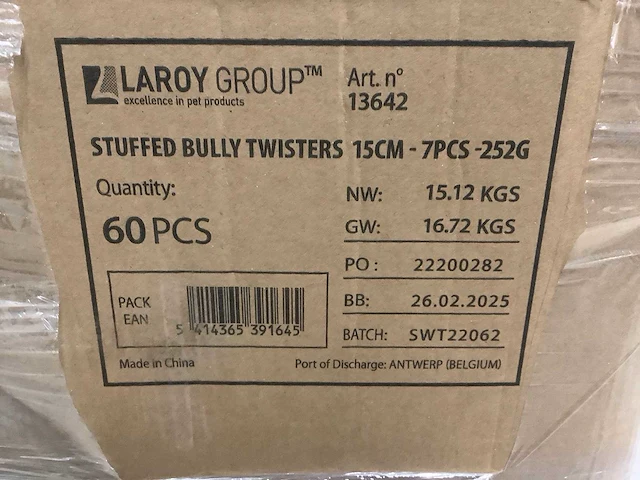 LAROY GROUP™
excellence in pet products
Art. n°
13642
STUFFED BULLY TWISTERS 15CM - 7PCS -252G
Quantity:
60 PCS
NW: 15.12 KGS
GW: 16.72 KGS
PO: 22200282
BB: 26.02.2025
BATCH: SWT22062
PACK
EAN
5 414365 391645
Made in China
Port of Discharge: ANTWERP (BELGIUM)